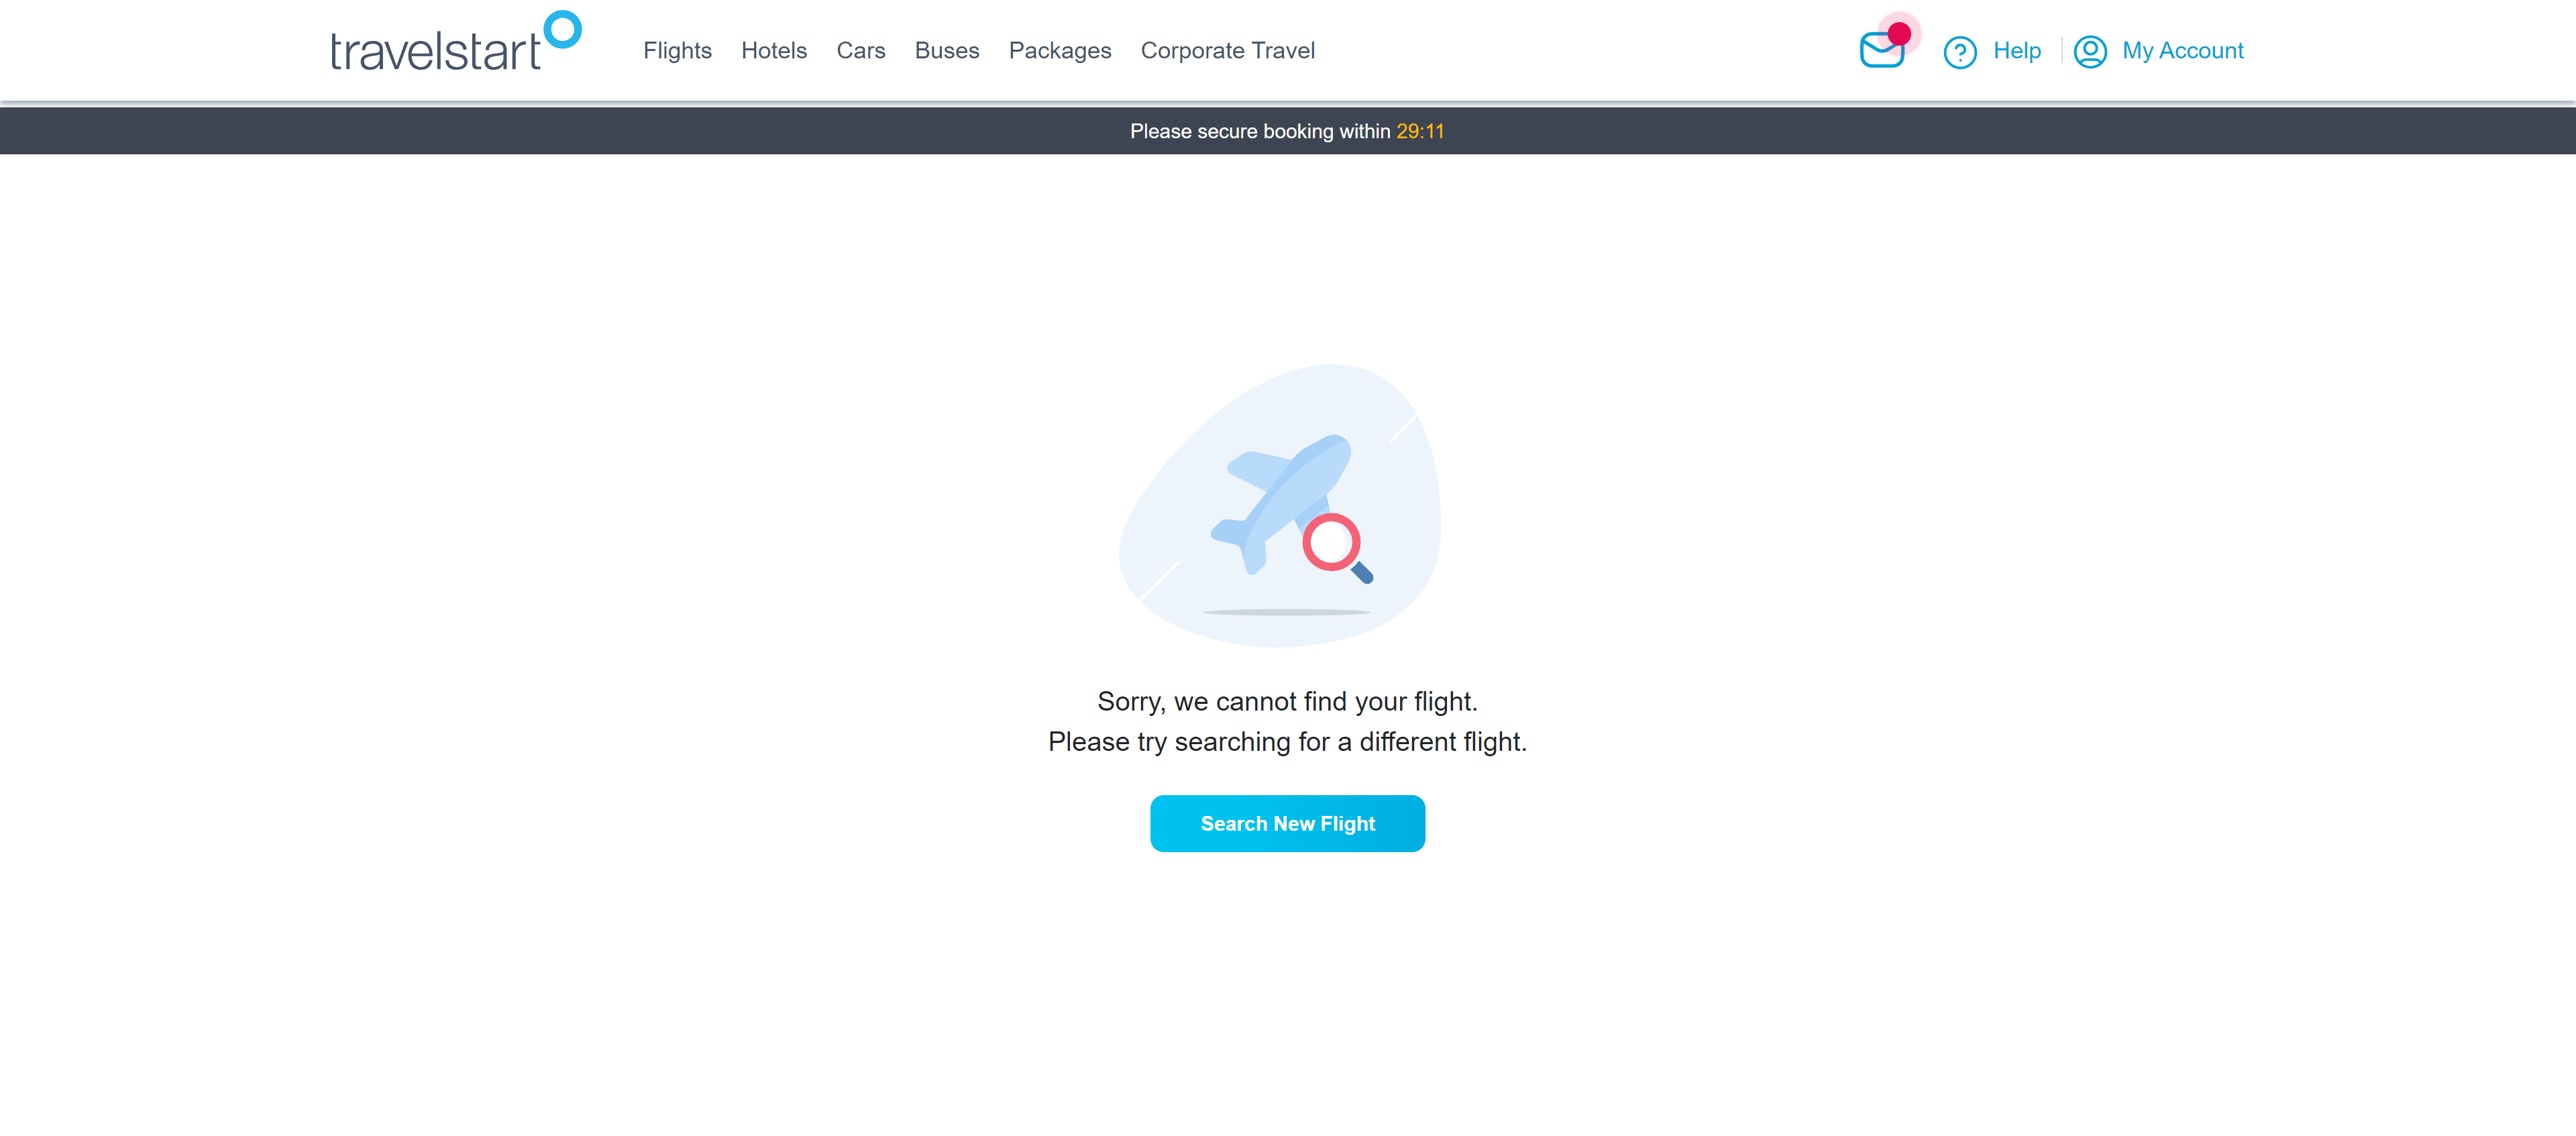 travelstart
Flights Hotels Cars Buses Packages Corporate Travel
Help My Account
Please secure booking within 29:11
Sorry, we cannot find your flight.
Please try searching for a different flight.
Search New Flight